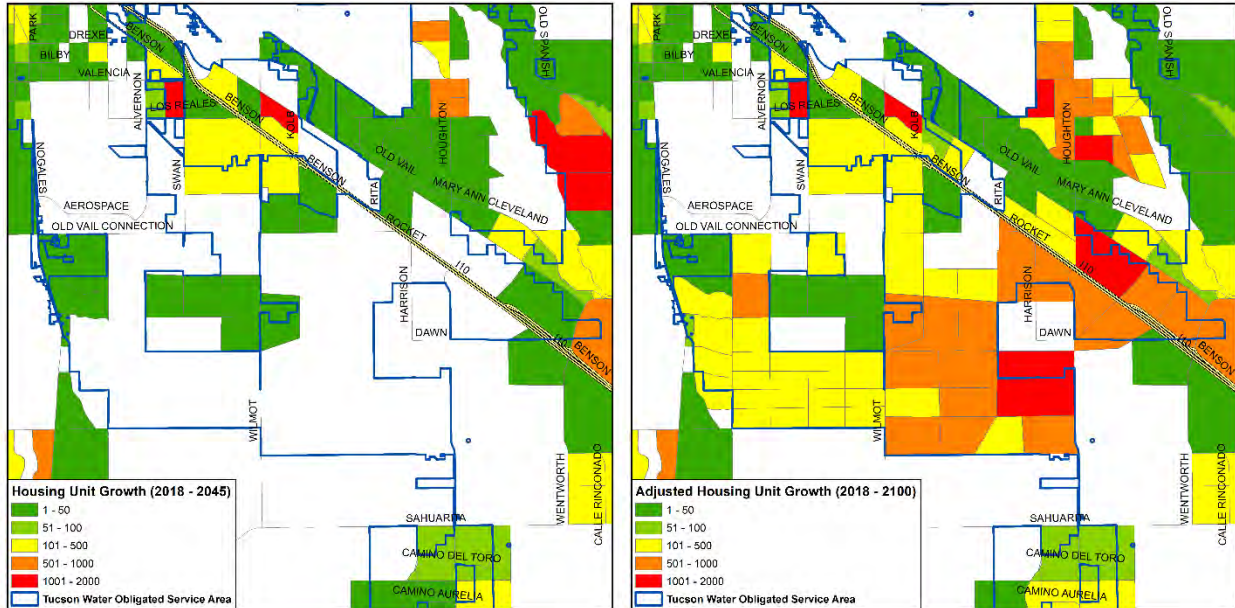 PARK
DREXEL
BILBY
VALENCIA
BENSON
ALVERNON
LOS REALES
BENSON
KOLB
HOUGHTON
OLD SPANISH
NOGALES
SWAN
BENSON
OLD VAIL
RITA
MARY ANN CLEVELAND
AEROSPACE
OLD VAIL CONNECTION
ROCKET
I10
HARRISON
DAWN
I10
BENSON
WILMOT
WENTWORTH
CALLE RINCONADO
SAHUARITA
CAMINO DEL TORO
CAMINO AURELIA
Housing Unit Growth (2018 - 2045)
1 - 50
51 - 100
101 - 500
501 - 1000
1001 - 2000
Tucson Water Obligated Service Area
PARK
DREXEL
BILBY
VALENCIA
BENSON
ALVERNON
LOS REALES
BENSON
KOLB
HOUGHTON
OLD SPANISH
NOGALES
SWAN
BENSON
OLD VAIL
RITA
MARY ANN CLEVELAND
AEROSPACE
OLD VAIL CONNECTION
ROCKET
I10
HARRISON
DAWN
I10
BENSON
WILMOT
WENTWORTH
CALLE RINCONADO
SAHUARITA
CAMINO DEL TORO
CAMINO AURELIA
Adjusted Housing Unit Growth (2018 - 2100)
1 - 50
51 - 100
101 - 500
501 - 1000
1001 - 2000
Tucson Water Obligated Service Area